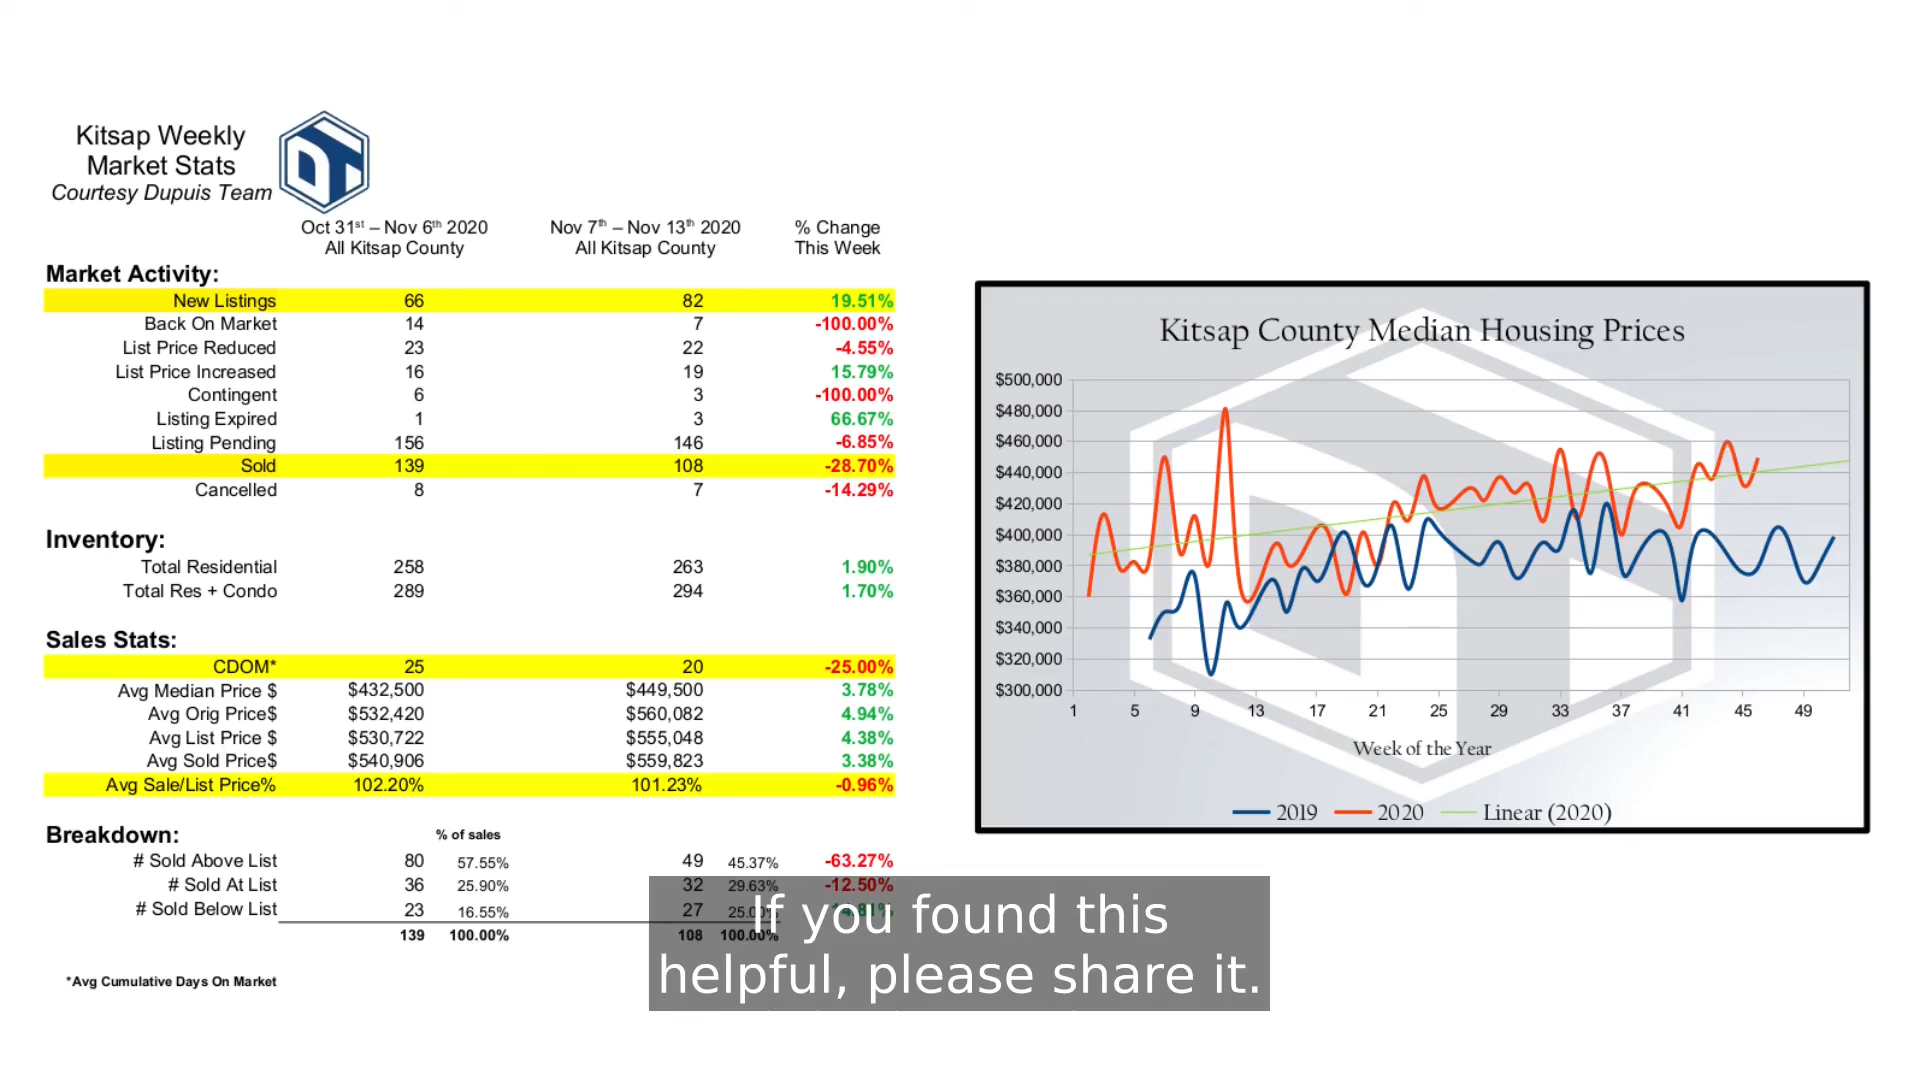 Kitsap Weekly
Market Stats
Courtesy Dupuis Team
Oct 31st – Nov 6th 2020 Nov 7th – Nov 13th 2020 % Change
All Kitsap County All Kitsap County This Week
Market Activity:
New Listings 66 82 19.51%
Back On Market 14 7 -100.00%
List Price Reduced 23 22 -4.55%
List Price Increased 16 19 15.79%
Contingent 6 3 -100.00%
Listing Expired 1 3 66.67%
Listing Pending 156 146 -6.85%
Sold 139 108 -28.70%
Cancelled 8 7 -14.29%
Inventory:
Total Residential 258 263 1.90%
Total Res + Condo 289 294 1.70%
Sales Stats:
CDOM* 25 20 -25.00%
Avg Median Price $ $432,500 $449,500 3.78%
Avg Orig Price$ $532,420 $560,082 4.94%
Avg List Price $ $530,722 $555,048 4.38%
Avg Sold Price$ $540,906 $559,823 3.38%
Avg Sale/List Price% 102.20% 101.23% -0.96%
Breakdown: % of sales
# Sold Above List 80 57.55% 49 45.37% -63.27%
# Sold At List 36 25.90% 32 29.63% -12.50%
# Sold Below List 23 16.55% 27
139 100.00% 108 100.00%
*Avg Cumulative Days On Market
Kitsap County Median Housing Prices
$500,000
$480,000
$460,000
$440,000
$420,000
$400,000
$380,000
$360,000
$340,000
$320,000
$300,000
1 5 9 13 17 21 25 29 33 37 41 45 49
Week of the Year
2019 2020 Linear (2020)
If you found this
helpful, please share it.